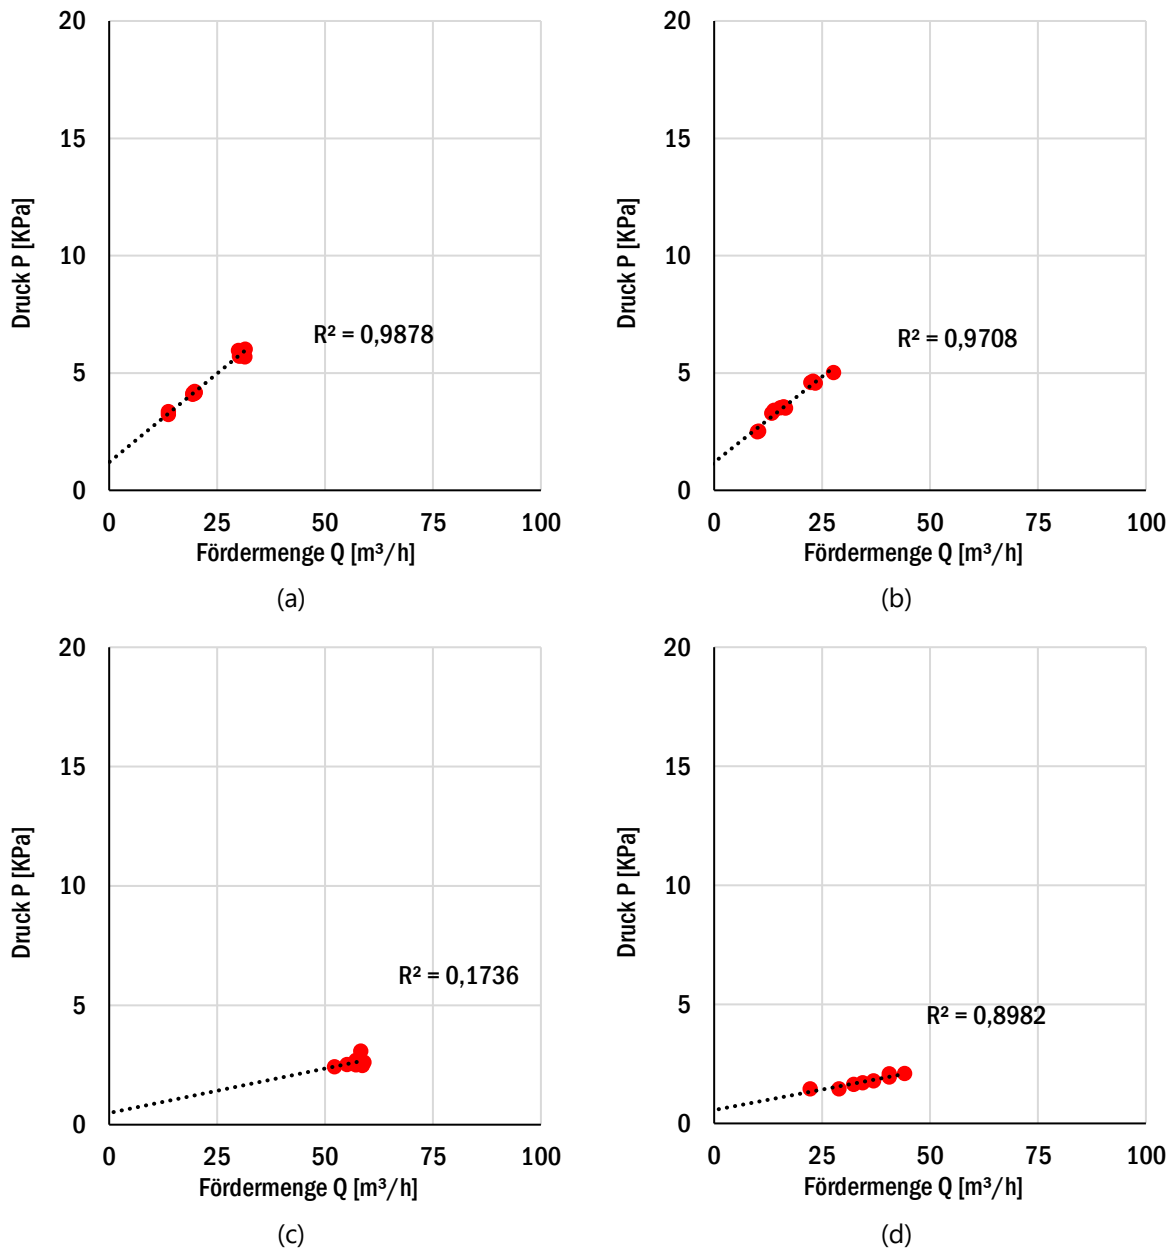 20
15
10
5
0
Druck P [KPa]
R² = 0,9878
0 25 50 75 100
Fördermenge Q [m³/h]
(a)
20
15
10
5
0
Druck P [KPa]
R² = 0,9708
0 25 50 75 100
Fördermenge Q [m³/h]
(b)
20
15
10
5
0
Druck P [KPa]
R² = 0,1736
0 25 50 75 100
Fördermenge Q [m³/h]
(c)
20
15
10
5
0
Druck P [KPa]
R² = 0,8982
0 25 50 75 100
Fördermenge Q [m³/h]
(d)